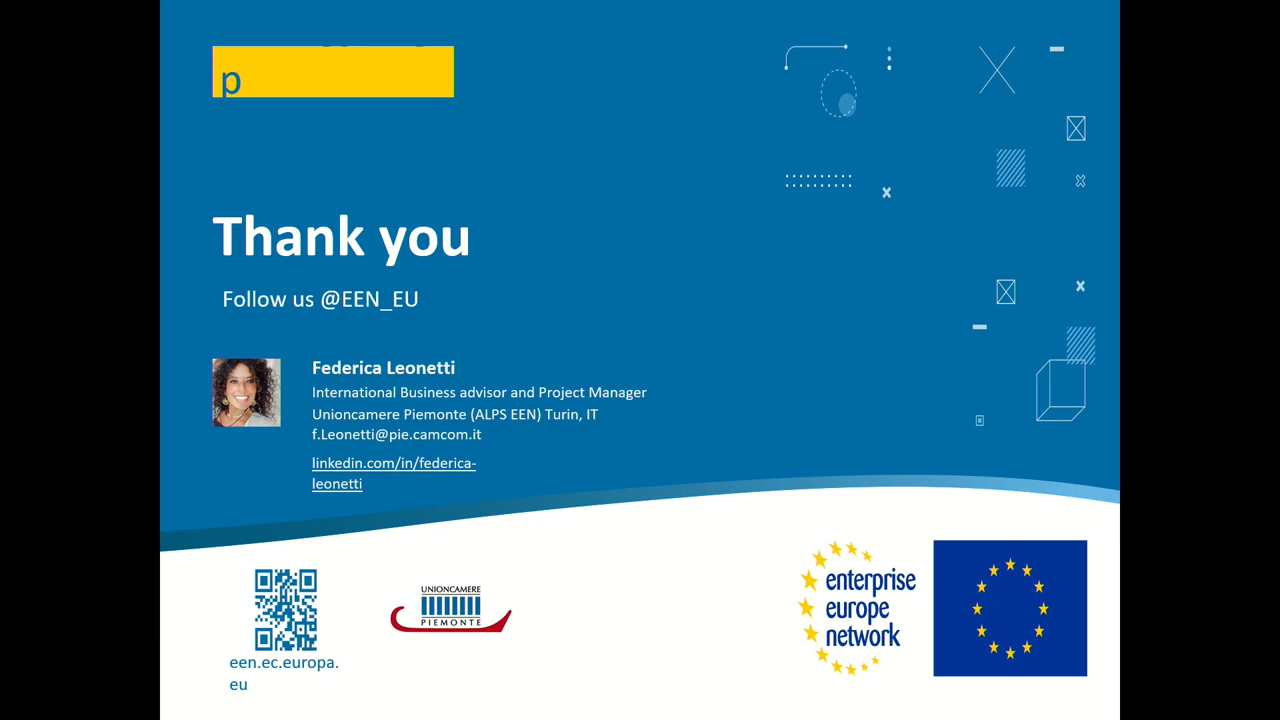 p
Thank you
Follow us @EEN_EU
Federica Leonetti
International Business advisor and Project Manager
Unioncamere Piemonte (ALPS EEN) Turin, IT
f.Leonetti@pie.camcom.it
linkedin.com/in/federica-
leonetti
een.ec.europa.
eu
UNIONCAMERE
PIEMONTE
enterprise
europe
network